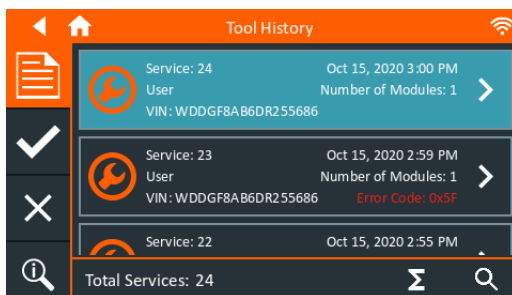 Tool History
Service: 24 Oct 15, 2020 3:00 PM
User Number of Modules: 1
VIN: WDDGF8AB6DR255686
Service: 23 Oct 15, 2020 2:59 PM
User Number of Modules: 1
VIN: WDDGF8AB6DR255686 Error Code: 0x5F
Service: 22 Oct 15, 2020 2:55 PM
Total Services: 24 Σ